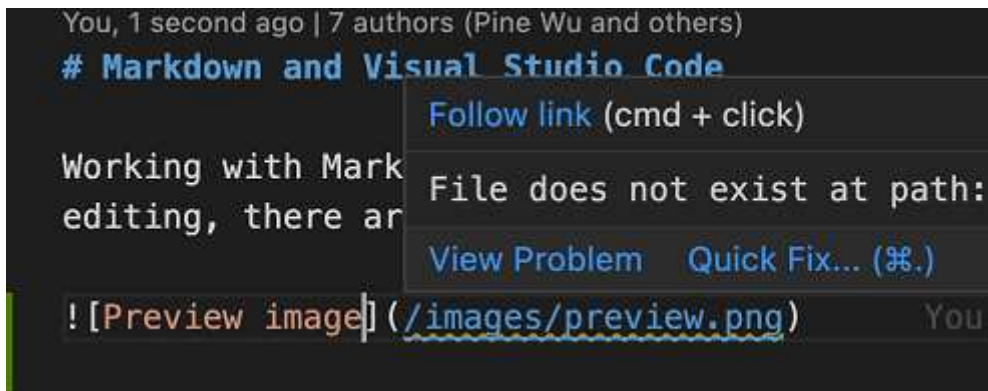 You, 1 second ago | 7 authors (Pine Wu and others)
# Markdown and Visual Studio Code
Follow link (cmd + click)
Working with Mark
File does not exist at path:
editing, there ar
View Problem Quick Fix... (⌘.)
![Preview image](/images/preview.png) You